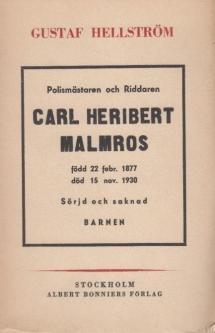 GUSTAF HELLSTRÖM
Polismästaren och Riddaren
CARL HERIBERT
MALMROS
född 22 febr. 1877
död 15 nov. 1930
Sörjd och saknad
BARNEN
STOCKHOLM
ALBERT BONNIERS FÖRLAG